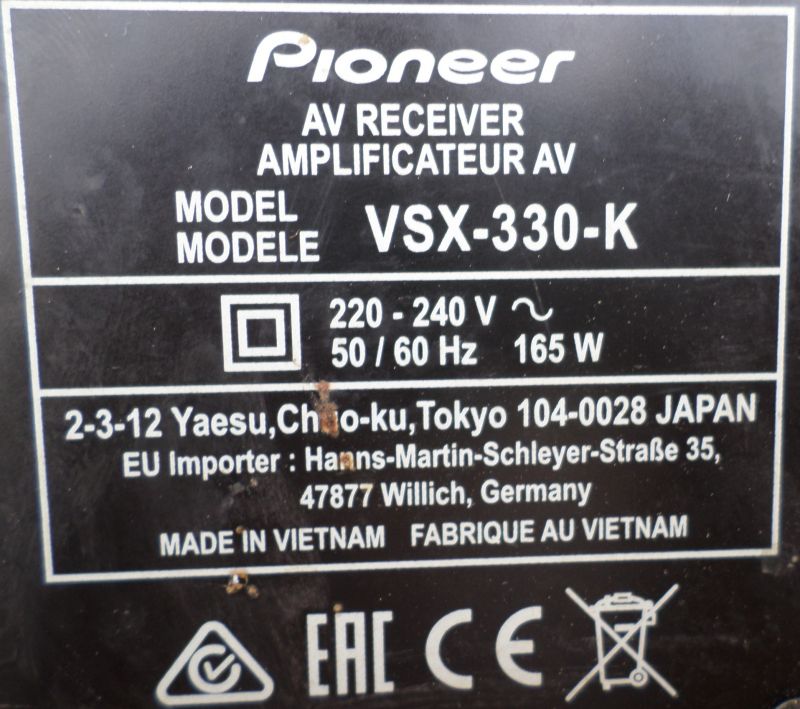 Pioneer
AV RECEIVER
AMPLIFICATEUR AV
MODEL
MODELE
VSX-330-K
220 - 240 V ~
50 / 60 Hz 165 W
2-3-12 Yaesu, Tokyo 104-0028 JAPAN
EU Importer : Hanns-Martin-Schleyer-Straße 35,
47877 Willich, Germany
MADE IN VIETNAM FABRIQUE AU VIETNAM
EAC CE